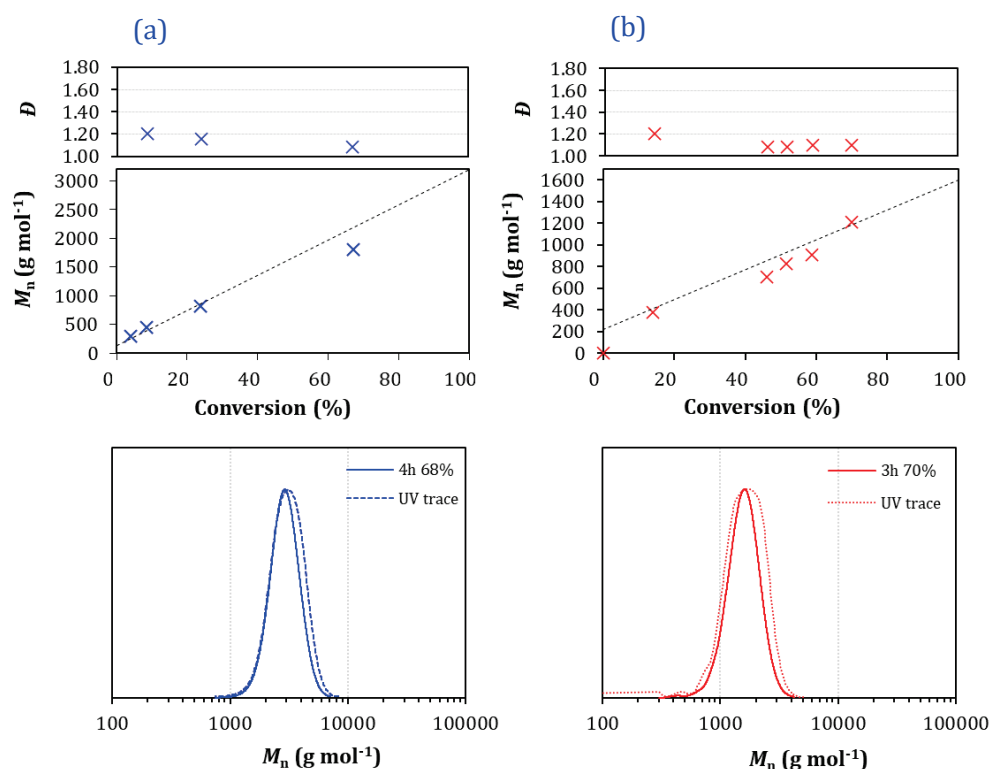 (a)
1.80
1.60
1.40
1.20
1.00
Đ
3000
2500
2000
1500
1000
500
0
Mn (g mol-1)
0 20 40 60 80 100
Conversion (%)
4h 68%
UV trace
100 1000 10000 100000
Mn (g mol-1)
(b)
1.80
1.60
1.40
1.20
1.00
Đ
1600
1400
1200
1000
800
600
400
200
0
Mn (g mol-1)
0 20 40 60 80 100
Conversion (%)
3h 70%
UV trace
100 1000 10000 100000
Mn (g mol-1)